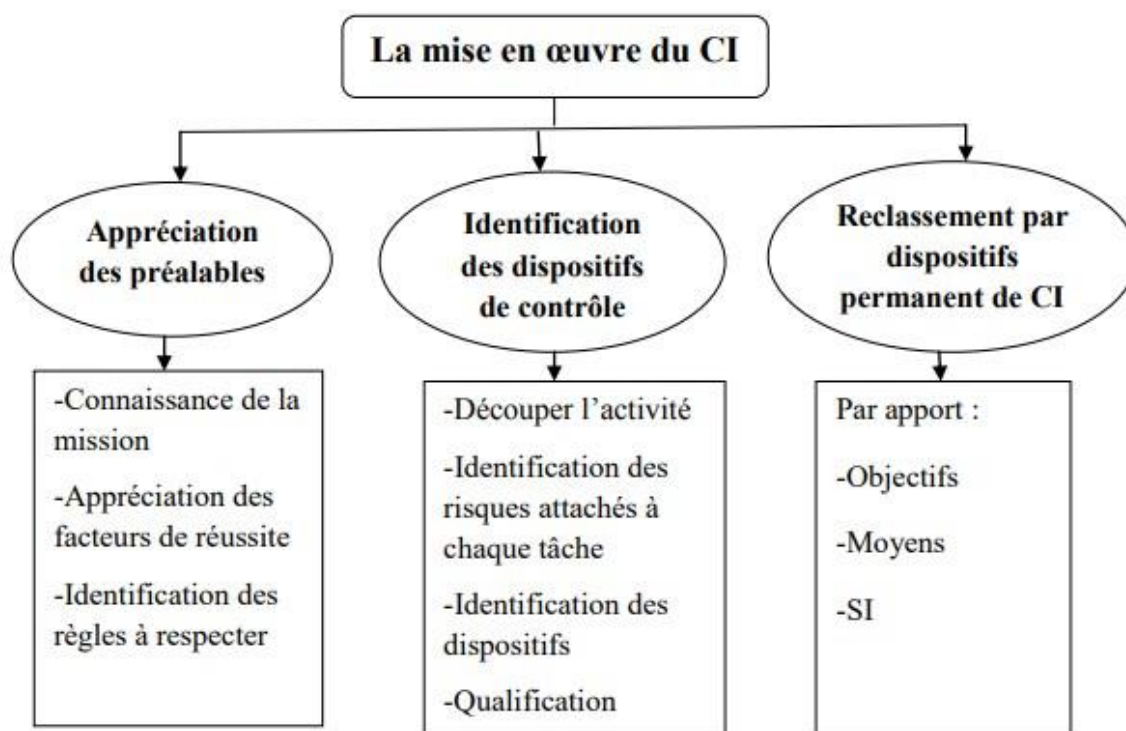 La mise en œuvre du CI
Appréciation
des préalables
Identification
des dispositifs
de contrôle
Reclassement par
dispositifs
permanent de CI
-Connaissance de la
mission
-Appréciation des
facteurs de réussite
-Identification des
règles à respecter
-Découper l’activité
-Identification des
risques attachés à
chaque tâche
-Identification des
dispositifs
-Qualification
Par apport :
-Objectifs
-Moyens
-SI